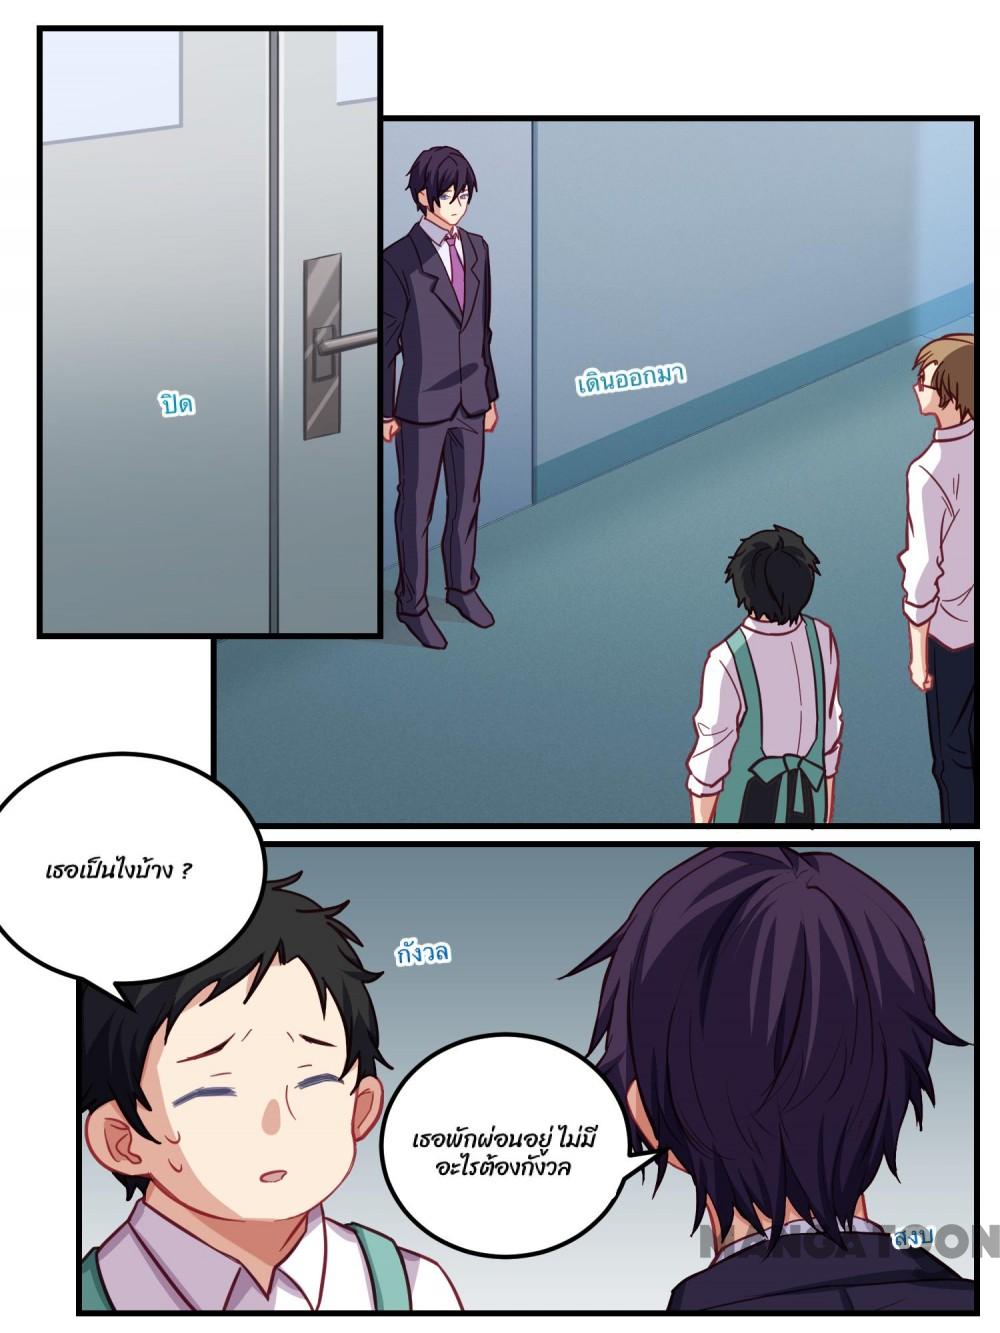 ปิด
เดินออกมา
เธอเป็นไงบ้าง ?
กังวล
เธอพักผ่อนอยู่ ไม่มี
อะไรต้องกังวล
สงบ
MANGATOON